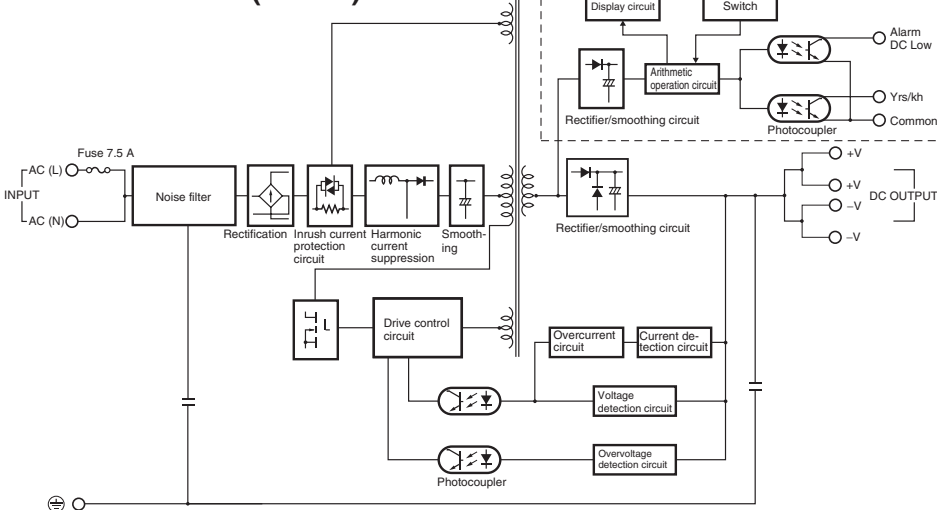 Display circuit
Switch
Alarm
DC Low
Arithmetic
operation circuit
Yrs/kh
Rectifier/smoothing circuit
Common
Photocoupler
Fuse 7.5 A
+V
AC (L)
INPUT
Noise filter
+V
DC OUTPUT
−V
AC (N)
Rectification
Inrush current
protection
circuit
Harmonic
current
suppression
Smooth-
ing
Rectifier/smoothing circuit
−V
Drive control
circuit
Overcurrent
circuit
Current de-
tection circuit
Voltage
detection circuit
Overvoltage
detection circuit
Photocoupler